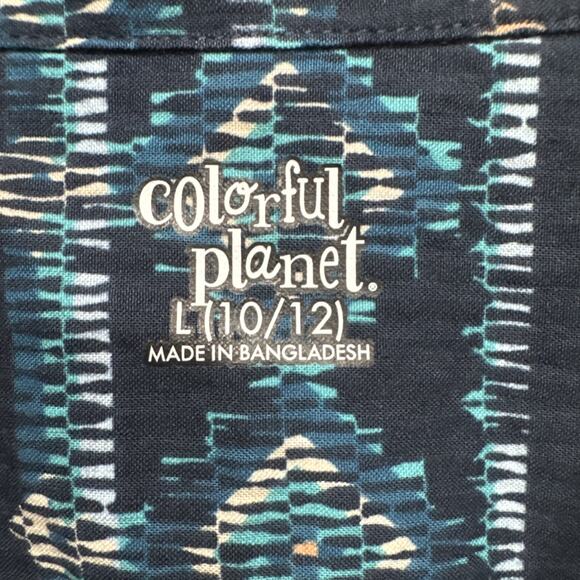 colorful
planet.
L (10/12)
MADE IN BANGLADESH